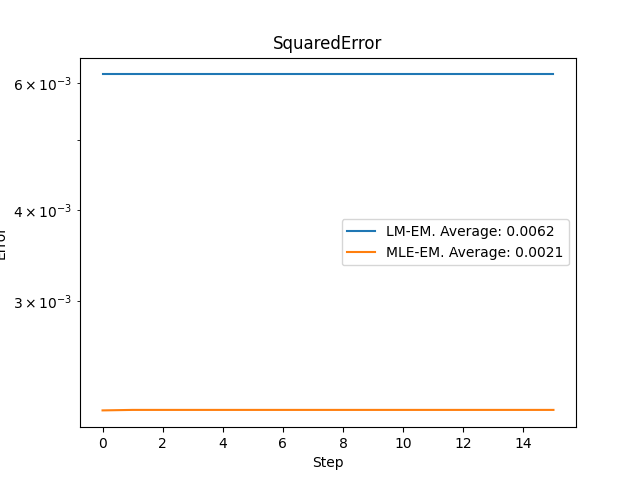 SquaredError
6 × 10⁻³
4 × 10⁻³
3 × 10⁻³
Error
LM-EM. Average: 0.0062
MLE-EM. Average: 0.0021
0 2 4 6 8 10 12 14
Step